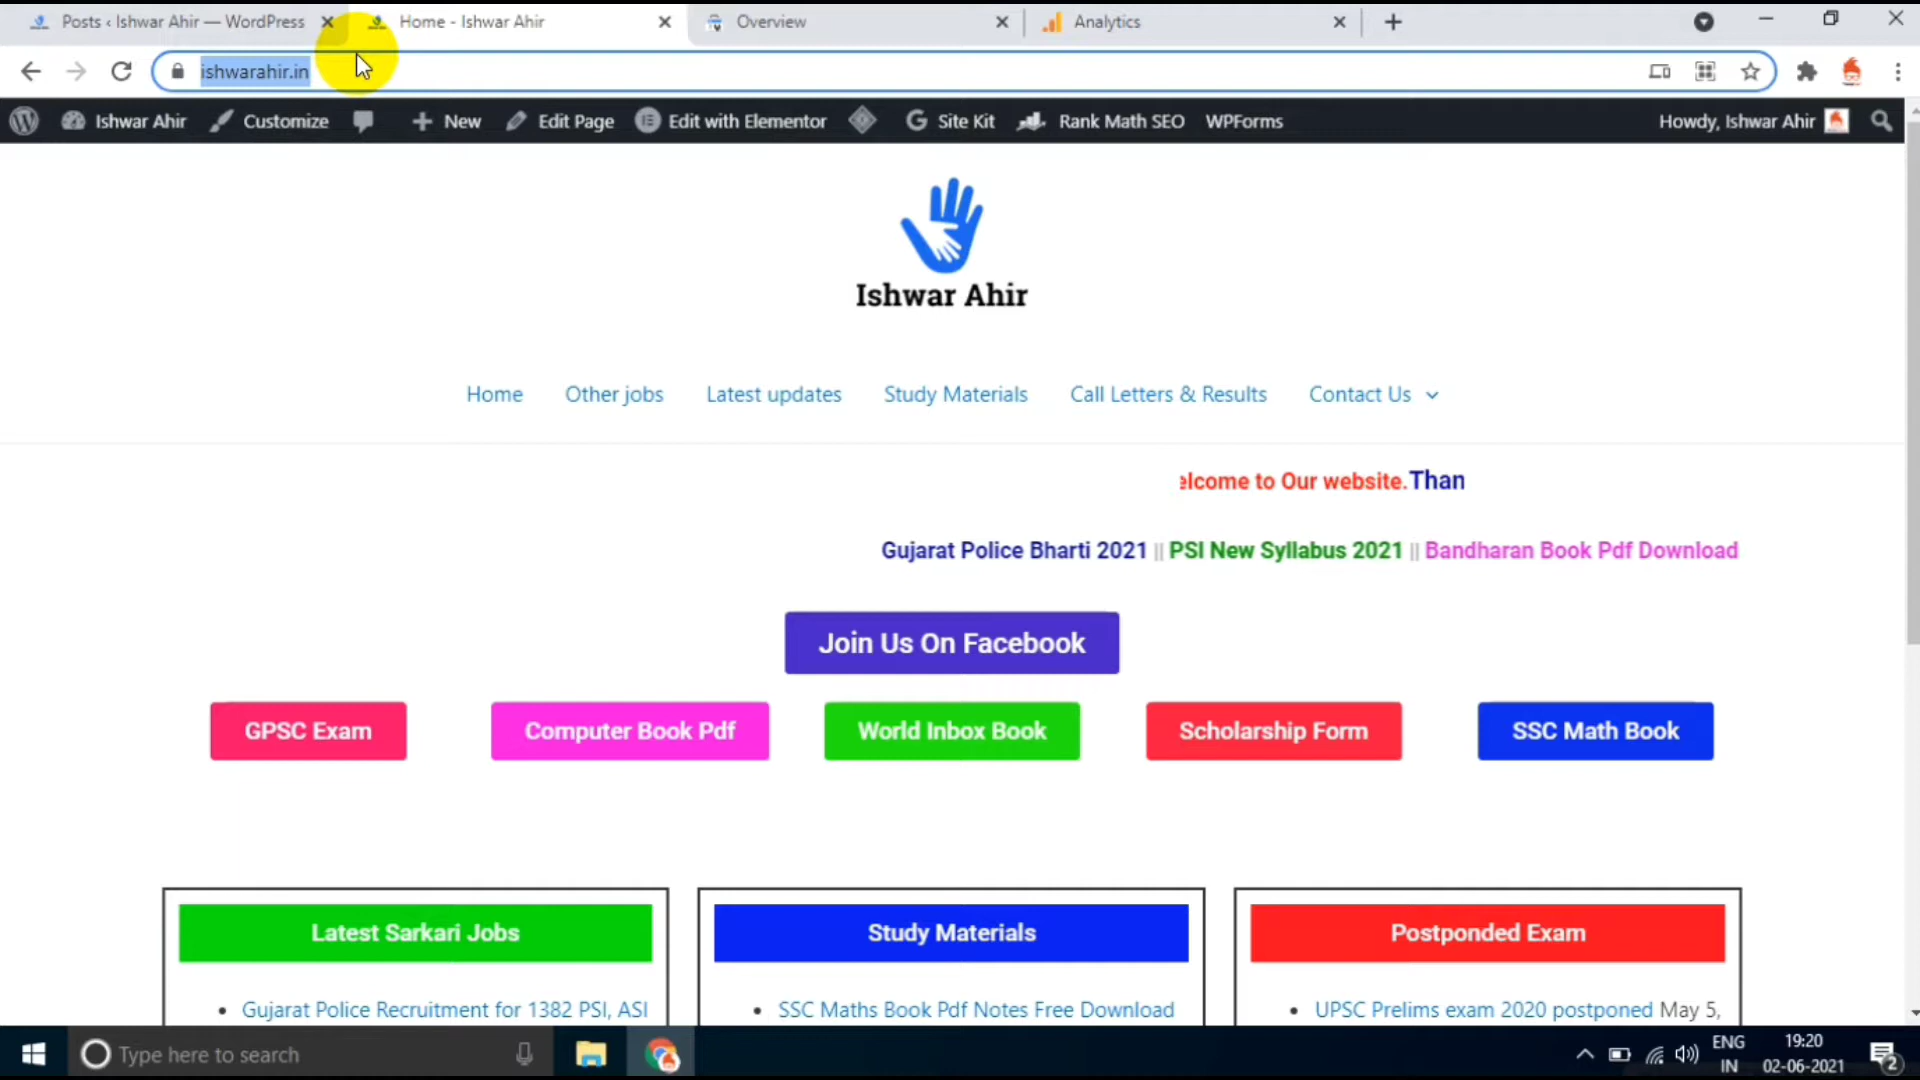 Posts ‹ Ishwar Ahir — WordPress
Home - Ishwar Ahir
Overview
Analytics
ishwarahir.in
Ishwar Ahir
Customize
New
Edit Page
Edit with Elementor
Site Kit
Rank Math SEO
WPForms
Howdy, Ishwar Ahir
Ishwar Ahir
Home
Other jobs
Latest updates
Study Materials
Call Letters & Results
Contact Us
elcome to Our website.Than
Gujarat Police Bharti 2021 || PSI New Syllabus 2021 || Bandharan Book Pdf Download
Join Us On Facebook
GPSC Exam
Computer Book Pdf
World Inbox Book
Scholarship Form
SSC Math Book
Latest Sarkari Jobs
Study Materials
Postponded Exam
Gujarat Police Recruitment for 1382 PSI, ASI
SSC Maths Book Pdf Notes Free Download
UPSC Prelims exam 2020 postponed May 5,
Type here to search
ENG
IN
19:20
02-06-2021
2